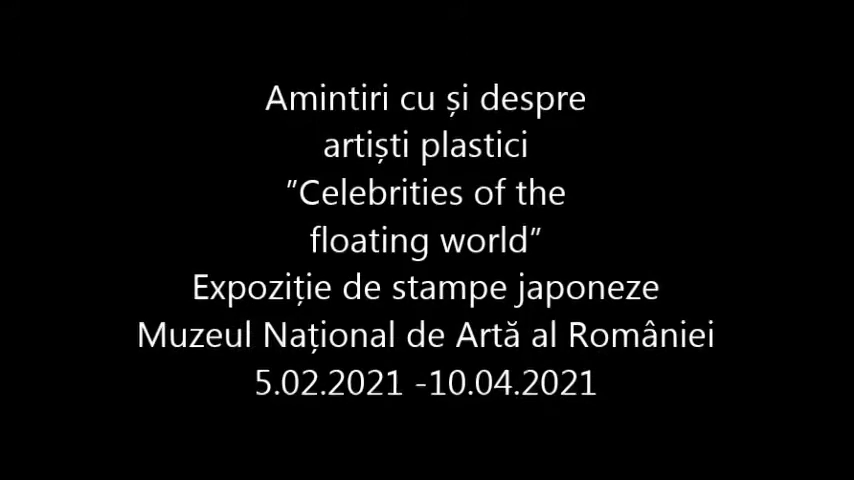 Amintiri cu și despre
artiști plastici
”Celebrities of the
floating world”
Expoziție de stampe japoneze
Muzeul Național de Artă al României
5.02.2021 -10.04.2021